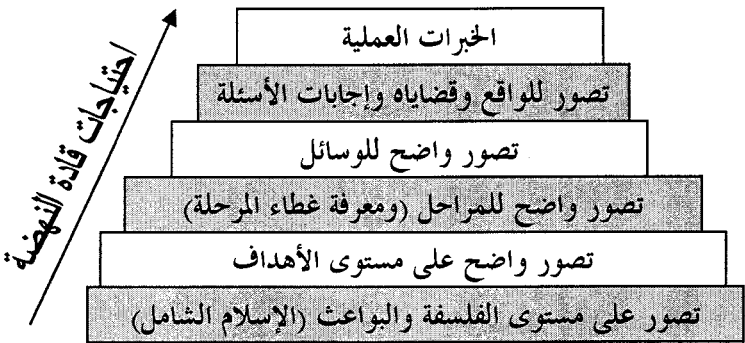 الخبرات العملية
تصور للواقع وقضاياه وإجابات الأسئلة
تصور واضح للوسائل
تصور واضح للمراحل (ومعرفة غطاء المرحلة)
تصور واضح على مستوى الأهداف
تصور على مستوى الفلسفة والبواعث (الإسلام الشامل)
احتياجات قادة النهضة